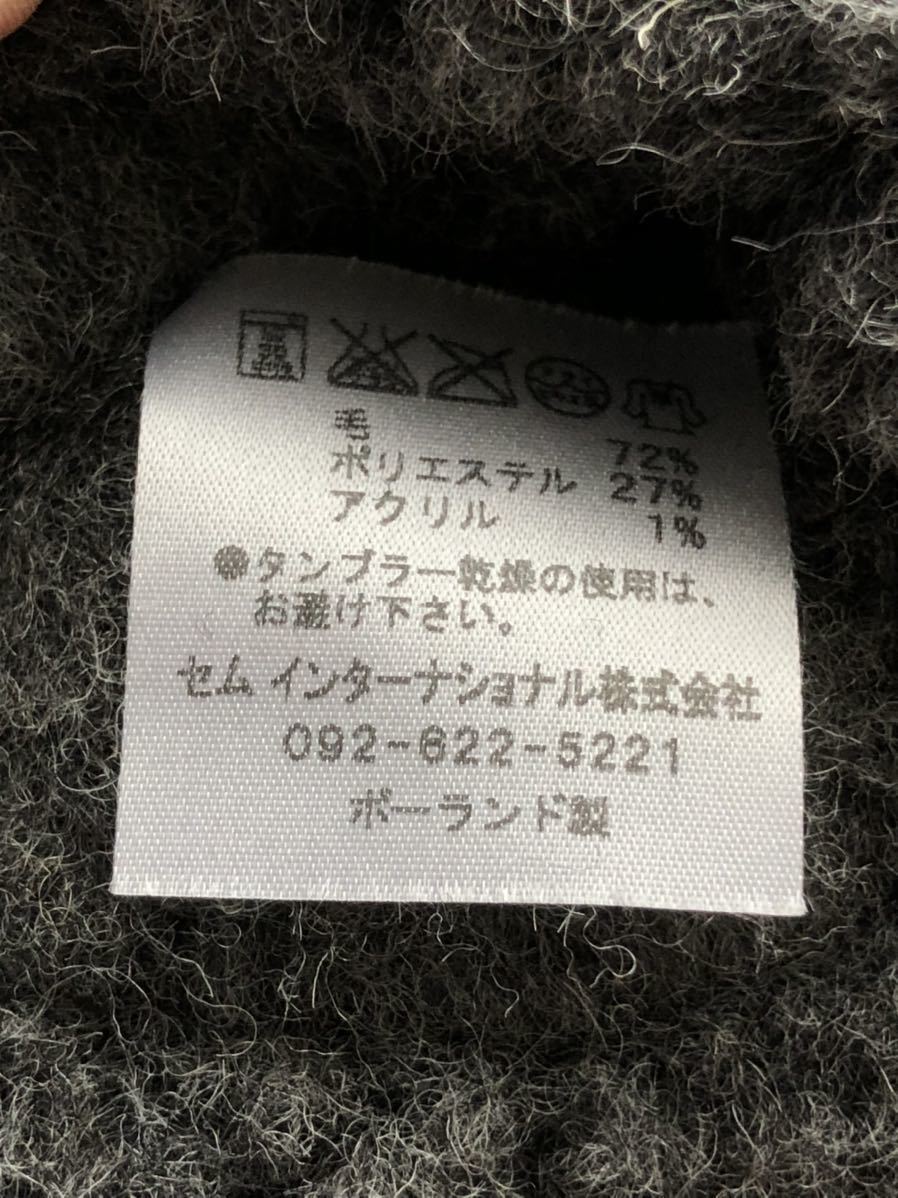 毛 72%
ポリエステル 27%
アクリル 1%
●タンブラー乾燥の使用は、
お避け下さい。
セム インターナショナル株式会社
092-622-5221
ポーランド製